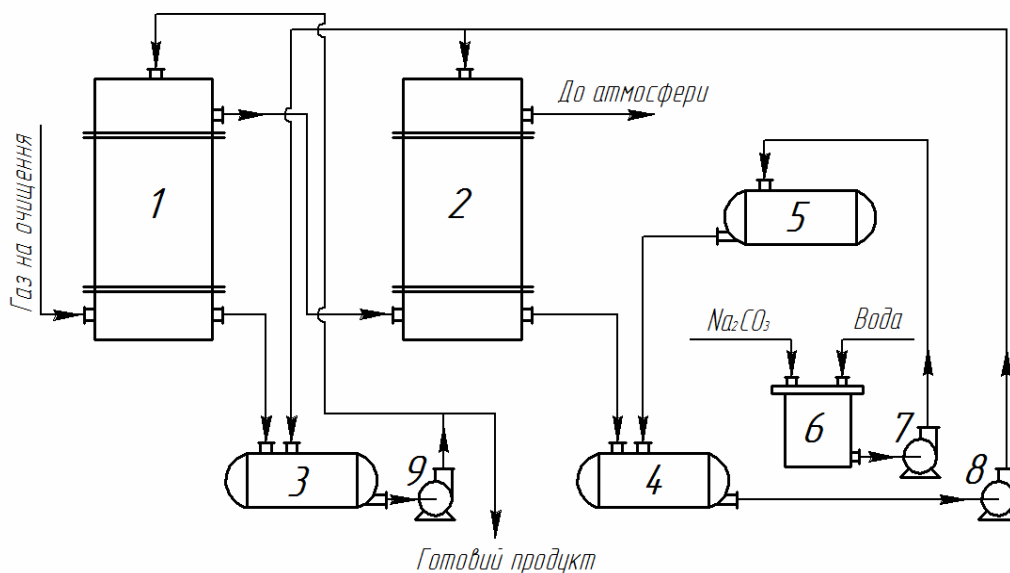 До атмосфери
1
2
5
Газ на очищення
Na₂CO₃
Вода
6
7
3
9
4
8
Готовий продукт